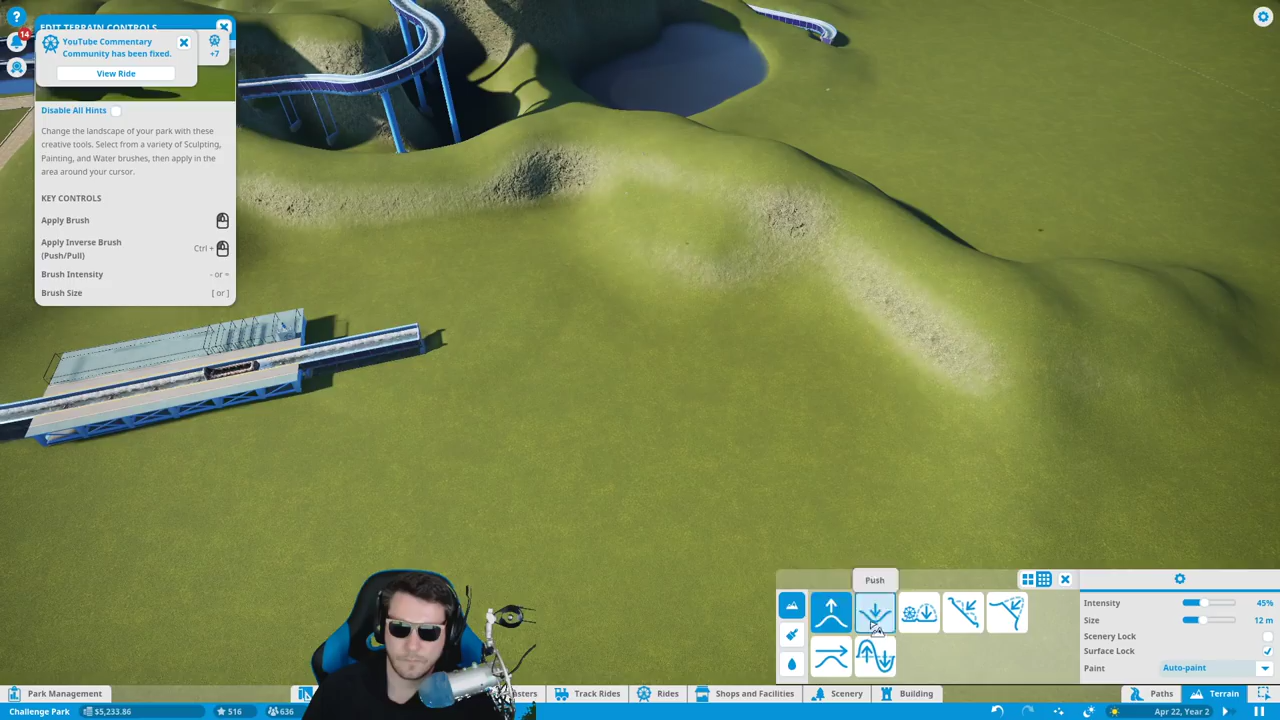 ?
EDIT TERRAIN CONTROLS
14
YouTube Commentary
Community has been fixed.
+7
View Ride
Disable All Hints
Change the landscape of your park with these
creative tools. Select from a variety of Sculpting,
Painting, and Water brushes, then apply in the
area around your cursor.
KEY CONTROLS
Apply Brush
Apply Inverse Brush
(Push/Pull)
Ctrl +
Brush Intensity
- or =
Brush Size
[ or ]
Push
Intensity
45%
Size
12 m
Scenery Lock
Surface Lock
Paint
Auto-paint
Park Management
Track Rides
Rides
Shops and Facilities
Scenery
Building
Paths
Terrain
Challenge Park
$5,233.86
516
636
Apr 22, Year 2